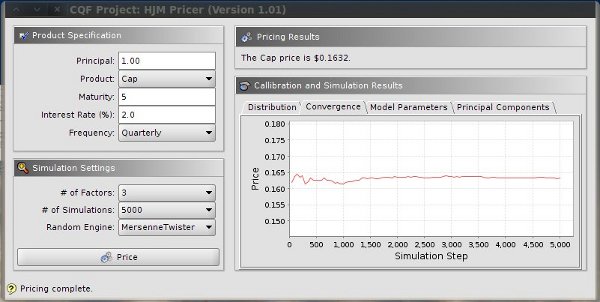 CQF Project: HJM Pricer (Version 1.01)
Product Specification
Principal: 1.00
Product: Cap
Maturity: 5
Interest Rate (%): 2.0
Frequency: Quarterly
Simulation Settings
# of Factors: 3
# of Simulations: 5000
Random Engine: MersenneTwister
Price
Pricing Results
The Cap price is $0.1632.
Callibration and Simulation Results
Distribution Convergence Model Parameters Principal Components
0.180
0.175
0.170
0.165
0.160
0.155
0.150
Price
0 500 1,000 1,500 2,000 2,500 3,000 3,500 4,000 4,500 5,000
Simulation Step
Pricing complete.